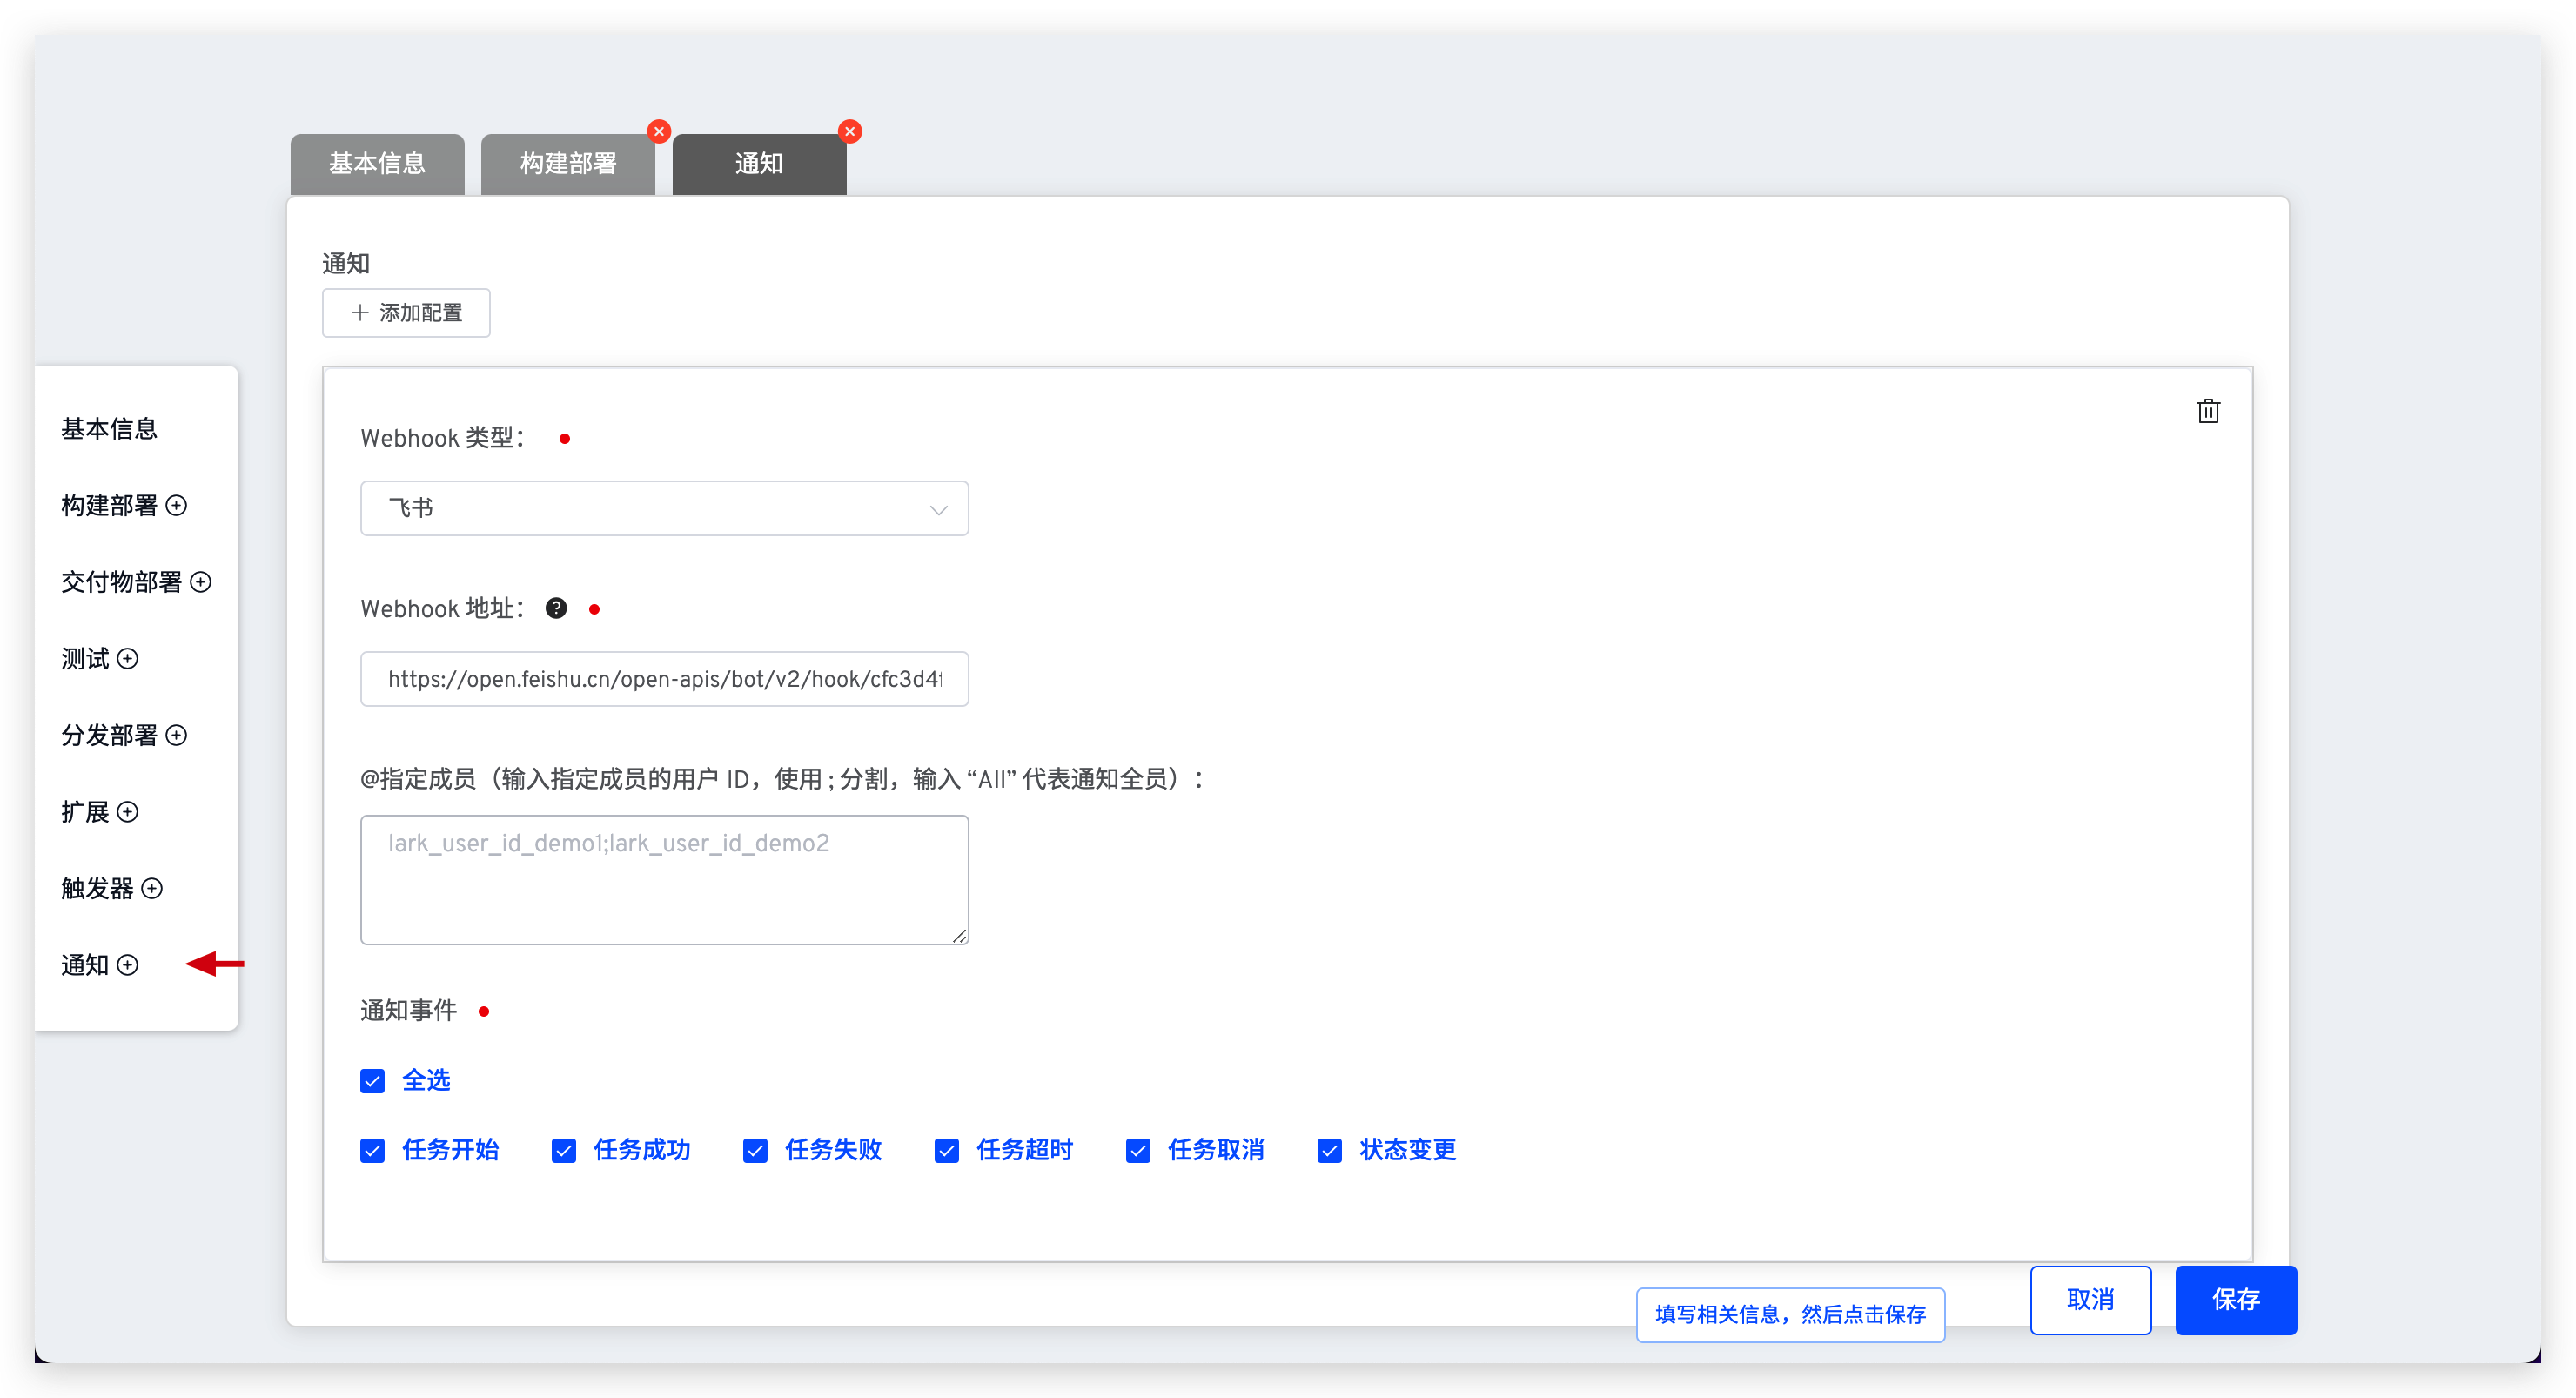 基本信息 构建部署 通知
通知
+ 添加配置
基本信息
构建部署
交付物部署
测试
分发部署
扩展
触发器
通知
Webhook 类型：
飞书
Webhook 地址：
https://open.feishu.cn/open-apis/bot/v2/hook/cfc3d4
@指定成员（输入指定成员的用户 ID，使用 ; 分割，输入 “All” 代表通知全员）：
lark_user_id_demo1;lark_user_id_demo2
通知事件
全选
任务开始 任务成功 任务失败 任务超时 任务取消 状态变更
填写相关信息，然后点击保存
取消
保存